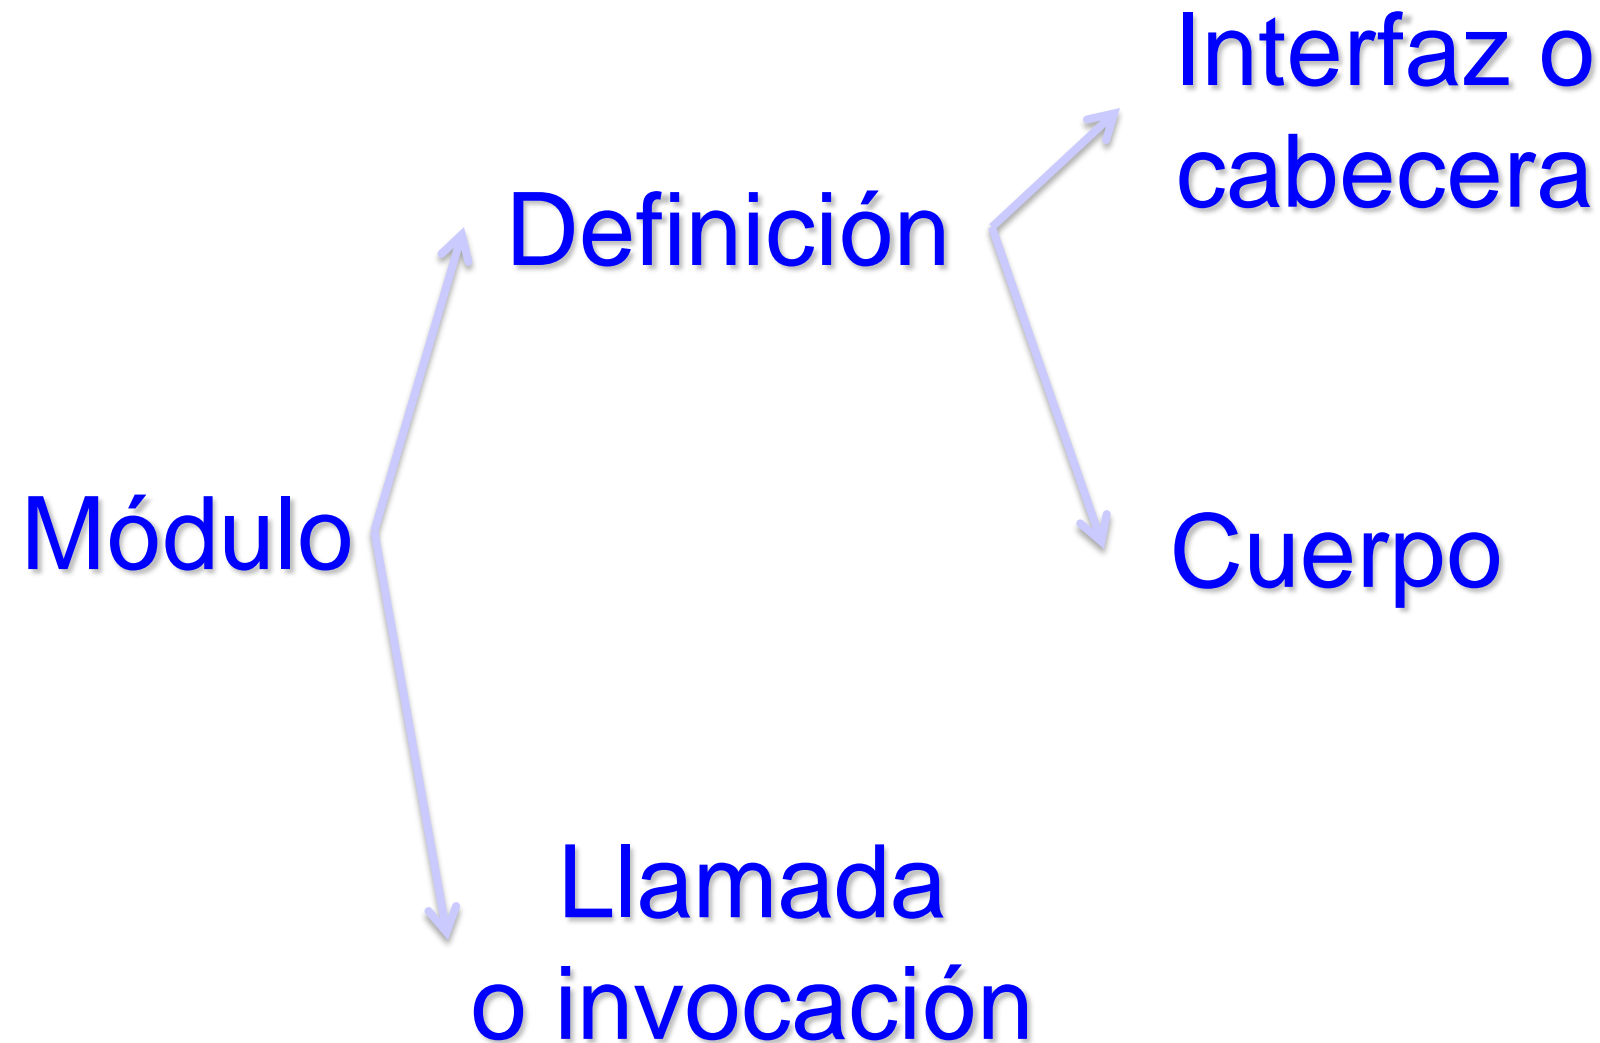 Interfaz o
cabecera
Definición
Módulo
Cuerpo
Llamada
o invocación